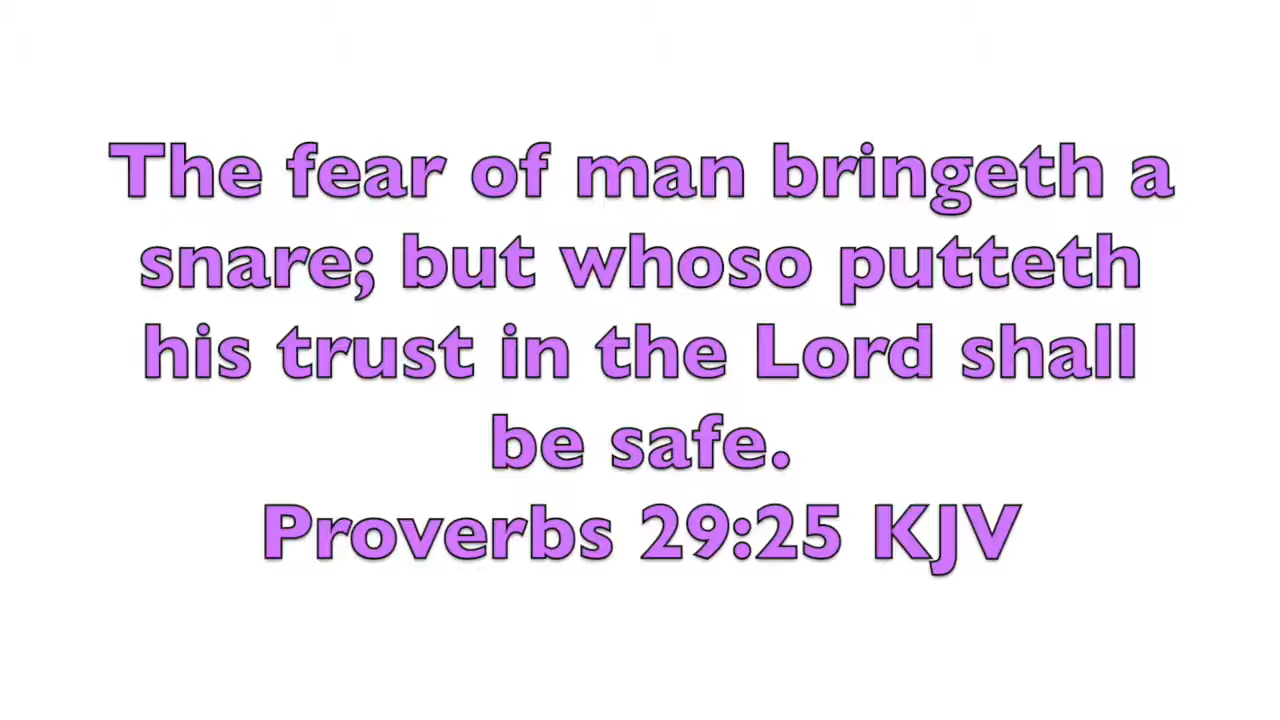 The fear of man bringeth a
snare; but whoso putteth
his trust in the Lord shall
be safe.
Proverbs 29:25 KJV